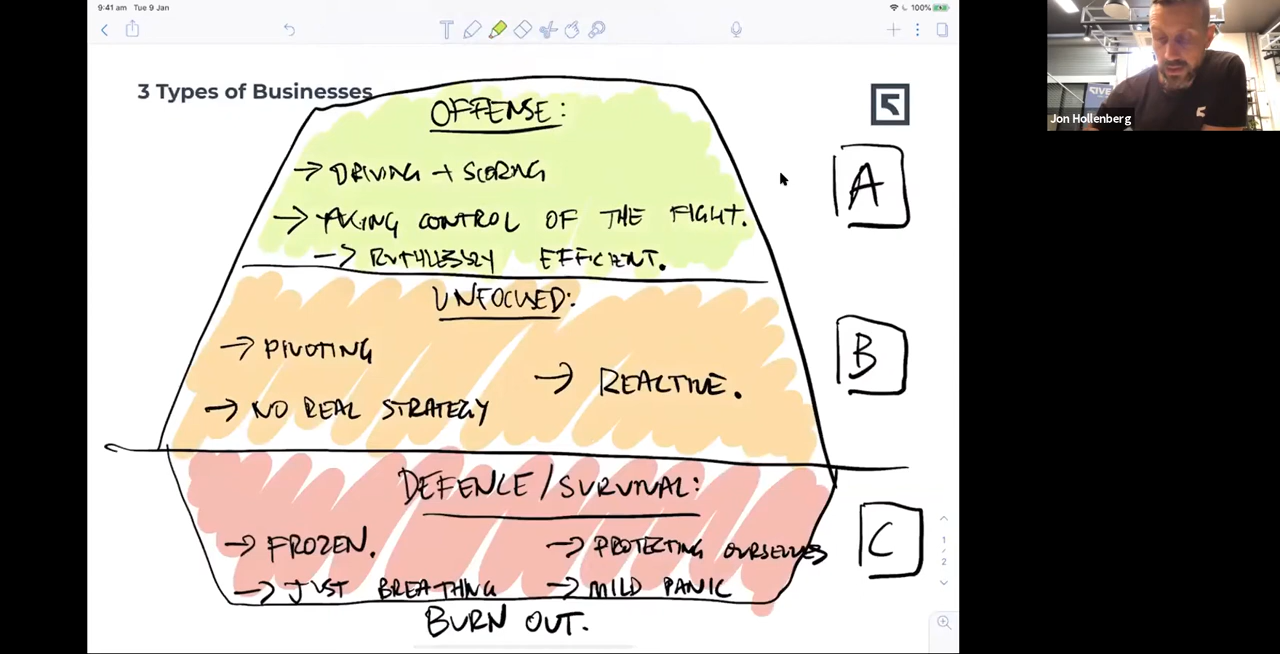 9:41 am Tue 9 Jan
100%
3 Types of Businesses
Jon Hollenberg
OFFENSE:
→ DRIVING + SCORING
→ TAKING CONTROL OF THE FIGHT.
→ RUTHLESSLY EFFICIENT.
A
UNFOCUSED:
→ PIVOTING
→ REACTIVE.
→ NO REAL STRATEGY
B
DEFENCE/SURVIVAL:
→ FROZEN.
→ PROTECTING OURSELVES
→ JUST BREATHING
→ MILD PANIC
C
1
/
2
BURN OUT.